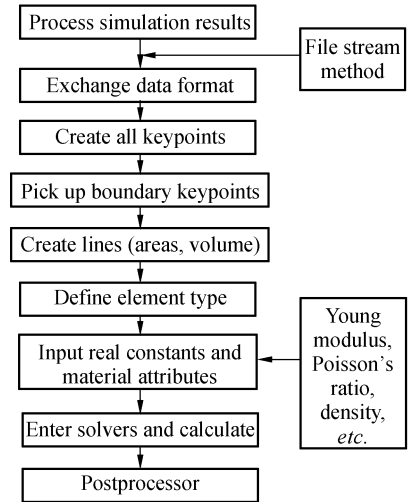 Process simulation results
File stream
method
Exchange data format
Create all keypoints
Pick up boundary keypoints
Create lines (areas, volume)
Define element type
Input real constants and
material attributes
Young
modulus,
Poisson's
ratio,
density,
etc.
Enter solvers and calculate
Postprocessor